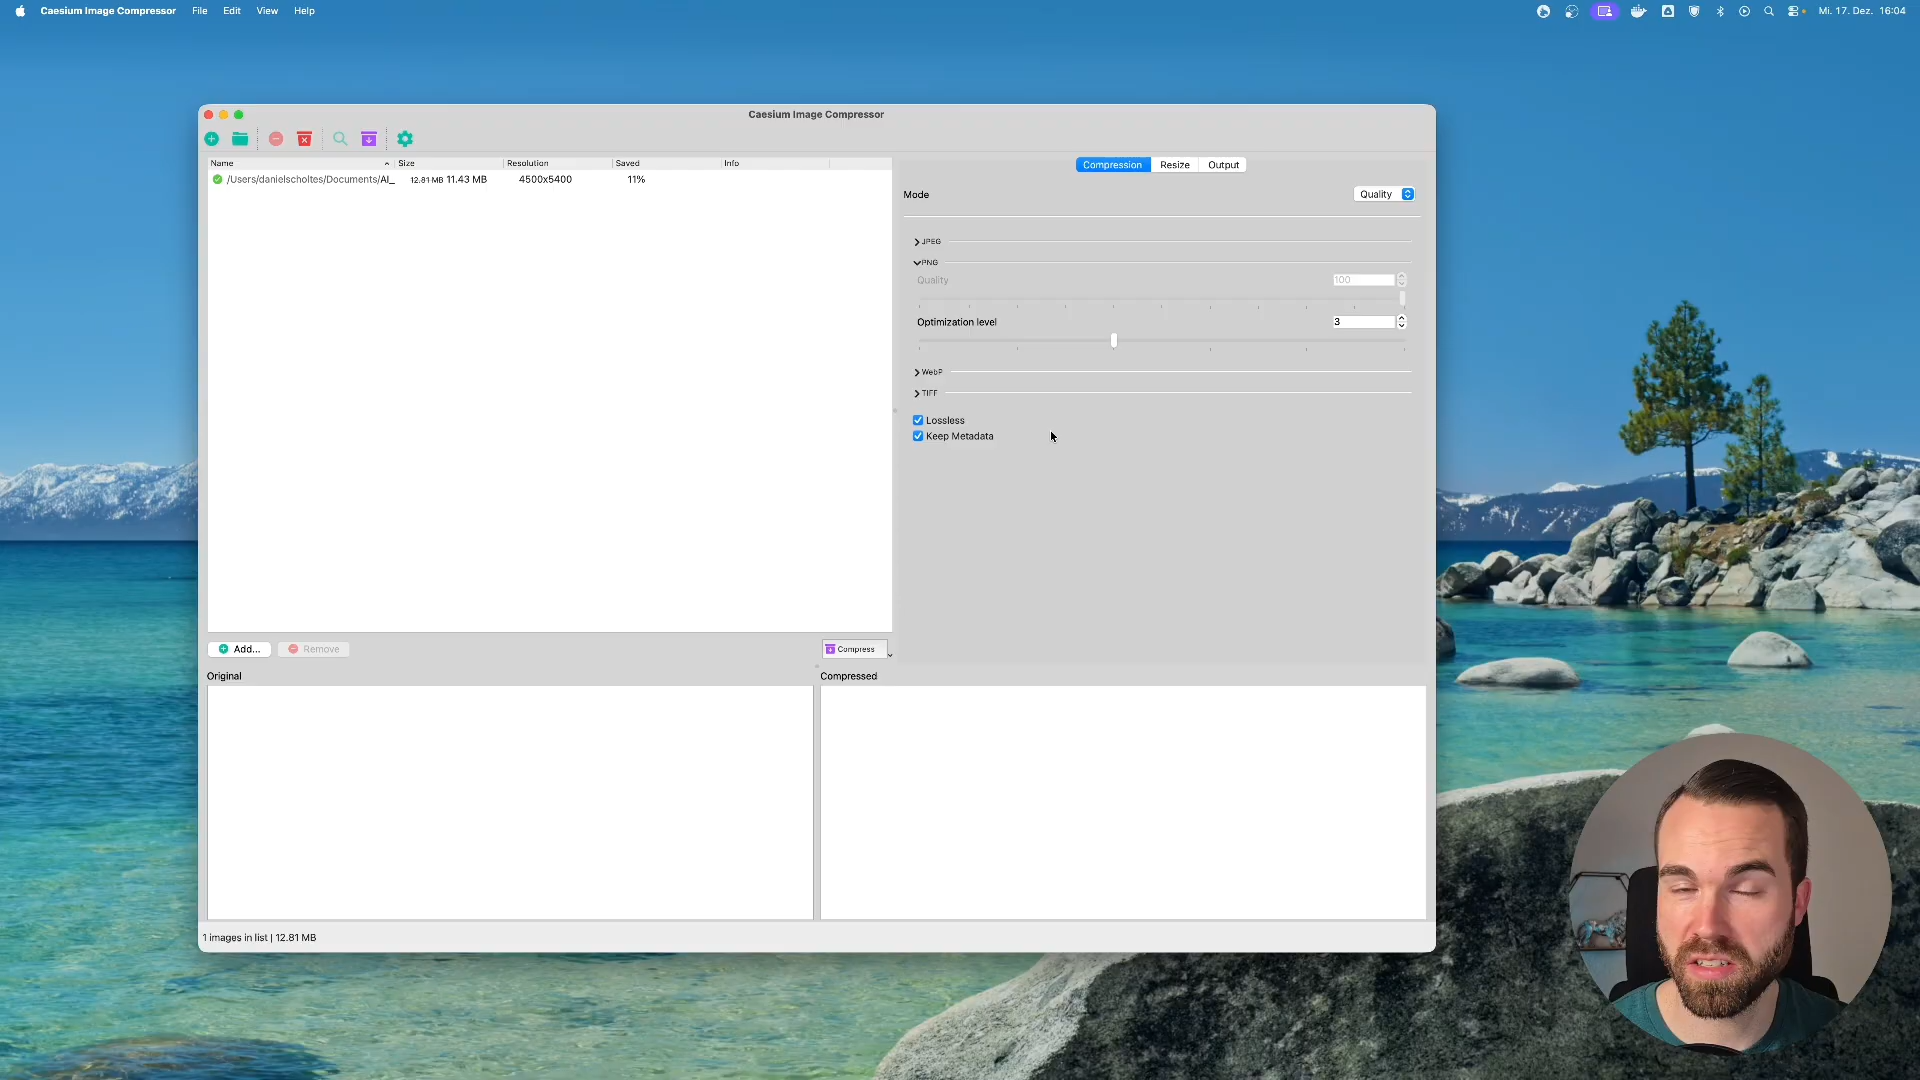 Caesium Image Compressor File Edit View Help Mi. 17. Dez. 16:04
Caesium Image Compressor
Name Size Resolution Saved Info
/Users/danielscholtes/Documents/AI_ 12.81 MB 11.43 MB 4500x5400 11%
Compression Resize Output
Mode Quality
JPEG
PNG
Quality 100
Optimization level 3
WebP
TIFF
Lossless
Keep Metadata
Add... Remove Compress
Original Compressed
1 images in list | 12.81 MB